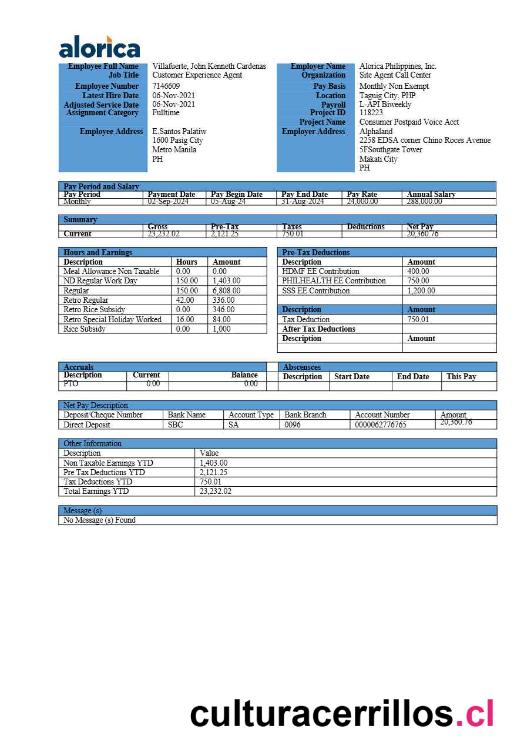 alorica
Employee Full Name Villafuerte, John Kenneth Cardenas Employer Name Alorica Philippines, Inc.
Job Title Customer Experience Agent Organization Site Agent Call Center
Employee Number 7146609 Pay Basis Monthly Non Exempt
Latest Hire Date 06-Nov-2021 Location Taguig City, PHP
Adjusted Service Date 06-Nov-2021 Payroll L-API Biweekly
Assignment Category Fulltime Project ID 118223
Project Name Consumer Postpaid Voice Acct
Employee Address E.Santos Palatiw Employer Address Alphaland
1600 Pasig City 2258 EDSA corner Chino Roces Avenue
Metro Manila 5FSouthgate Tower
PH Makati City
PH
Pay Period and Salary
Pay Period Payment Date Pay Begin Date Pay End Date Pay Rate Annual Salary
Monthly 02-Sep-2024 05-Aug-24 31-Aug-2024 24,000.00 288,000.00
Summary
Gross Pre-Tax Taxes Deductions Net Pay
Current 23,232.02 2,121.25 750.01 20,360.76
Hours and Earnings
Description Hours Amount
Meal Allowance Non Taxable 0.00 0.00
ND Regular Work Day 150.00 1,403.00
Regular 150.00 6,808.00
Retro Regular 42.00 336.00
Retro Rice Subsidy 0.00 346.00
Retro Special Holiday Worked 16.00 84.00
Rice Subsidy 0.00 1,000
Pre-Tax Deductions
Description Amount
HDMF EE Contribution 400.00
PHILHEALTH EE Contribution 750.00
SSS EE Contribution 1,200.00
Description Amount
Tax Deduction 750.01
After Tax Deductions
Description Amount
Accruals
Description Current Balance
PTO 0.00 0.00
Abscensces
Description Start Date End Date This Pay
Net Pay Description
Deposit/Cheque Number Bank Name Account Type Bank Branch Account Number Amount
Direct Deposit SBC SA 0096 0000062776765 20,360.76
Other Information
Description Value
Non Taxable Earnings YTD 1,403.00
Pre Tax Deductions YTD 2,121.25
Tax Deductions YTD 750.01
Total Earnings YTD 23,232.02
Message (s)
No Message (s) Found
culturacerrillos.cl